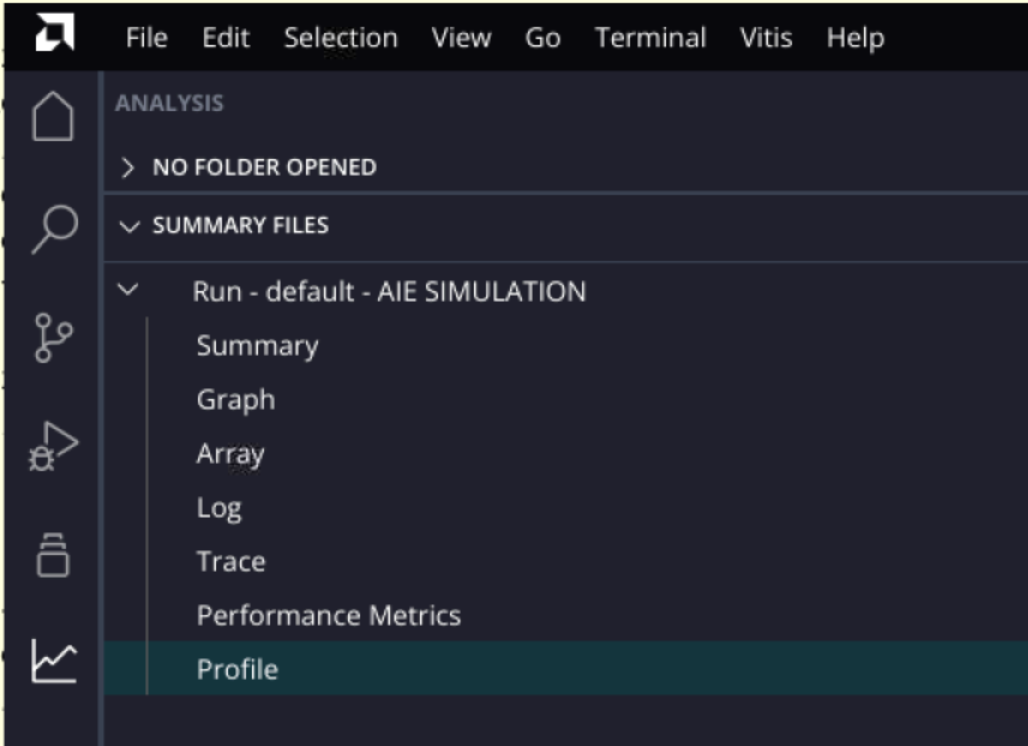 File Edit Selection View Go Terminal Vitis Help
ANALYSIS
NO FOLDER OPENED
SUMMARY FILES
Run - default - AIE SIMULATION
Summary
Graph
Array
Log
Trace
Performance Metrics
Profile